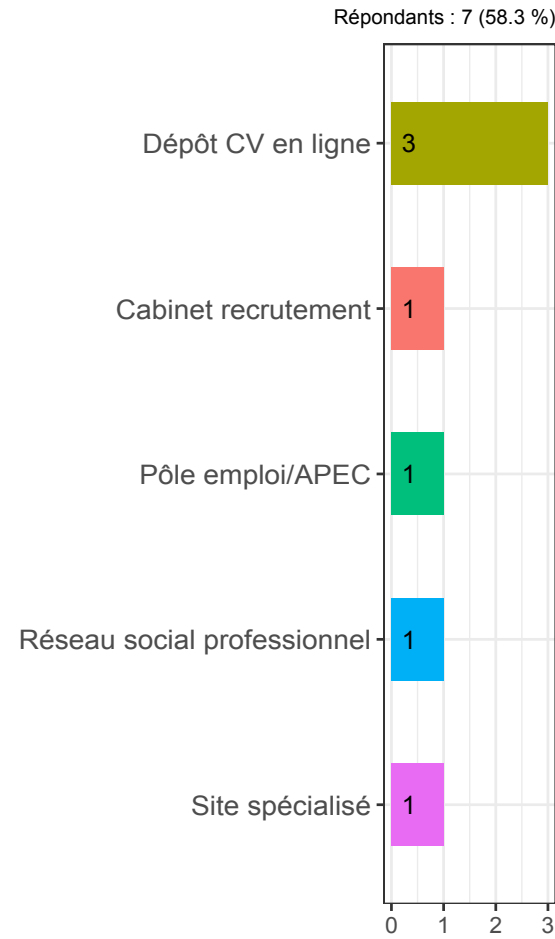 Répondants : 7 (58.3 %)
Dépôt CV en ligne 3
Cabinet recrutement 1
Pôle emploi/APEC 1
Réseau social professionnel 1
Site spécialisé 1
0 1 2 3